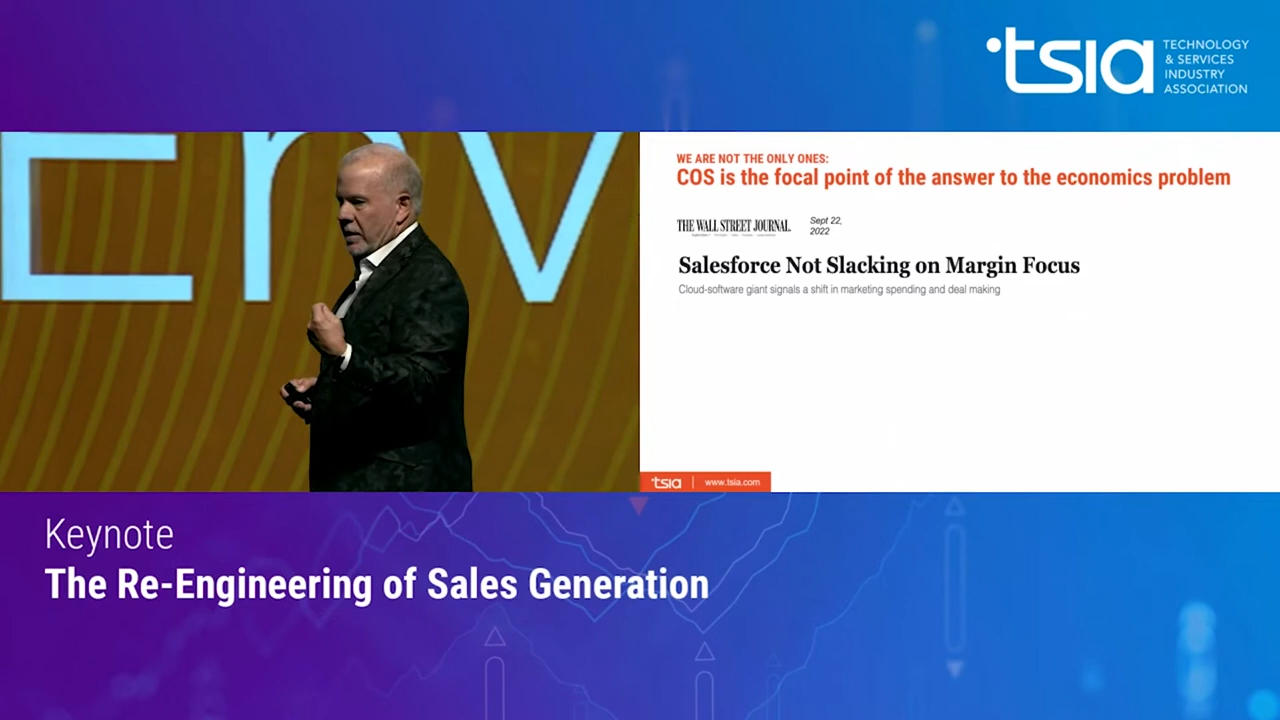 tsia
TECHNOLOGY
& SERVICES
INDUSTRY
ASSOCIATION
Env
WE ARE NOT THE ONLY ONES:
COS is the focal point of the answer to the economics problem
THE WALL STREET JOURNAL.
Sept 22,
2022
Salesforce Not Slacking on Margin Focus
Cloud-software giant signals a shift in marketing spending and deal making
tsia | www.tsia.com
Keynote
The Re-Engineering of Sales Generation